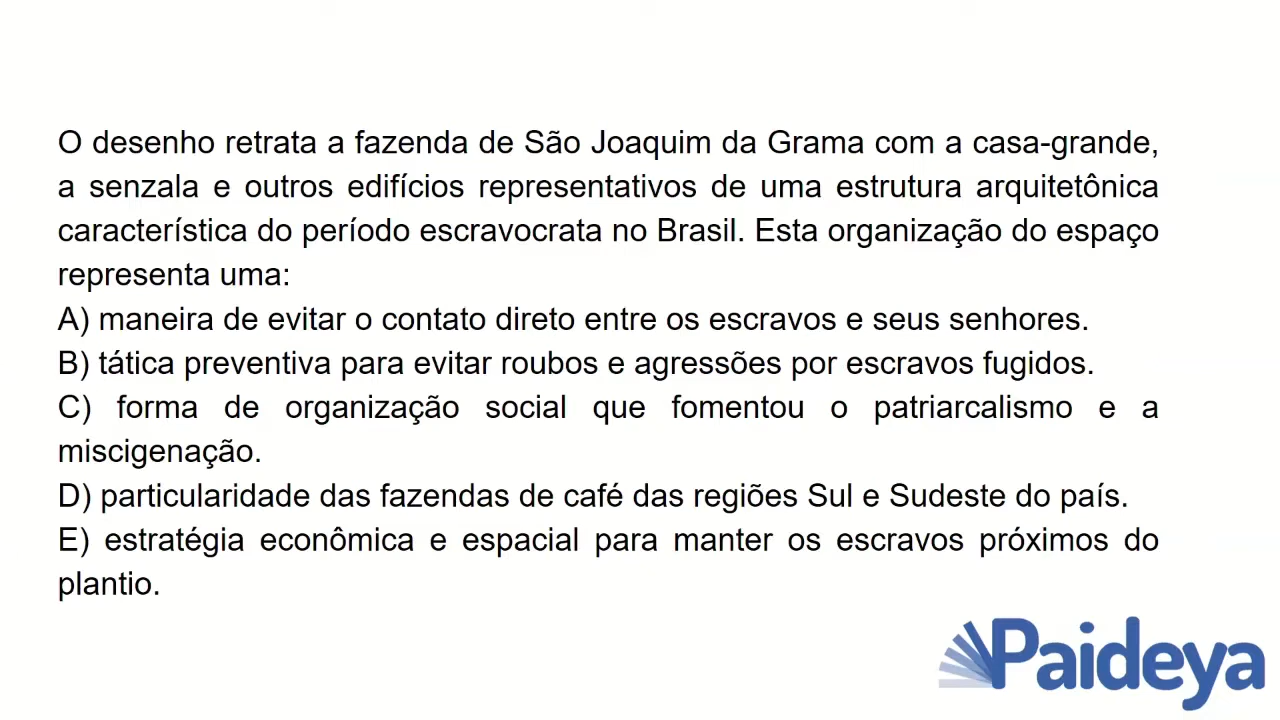 O desenho retrata a fazenda de São Joaquim da Grama com a casa-grande,
a senzala e outros edifícios representativos de uma estrutura arquitetônica
característica do período escravocrata no Brasil. Esta organização do espaço
representa uma:
A) maneira de evitar o contato direto entre os escravos e seus senhores.
B) tática preventiva para evitar roubos e agressões por escravos fugidos.
C) forma de organização social que fomentou o patriarcalismo e a
miscigenação.
D) particularidade das fazendas de café das regiões Sul e Sudeste do país.
E) estratégia econômica e espacial para manter os escravos próximos do
plantio.
Paideya